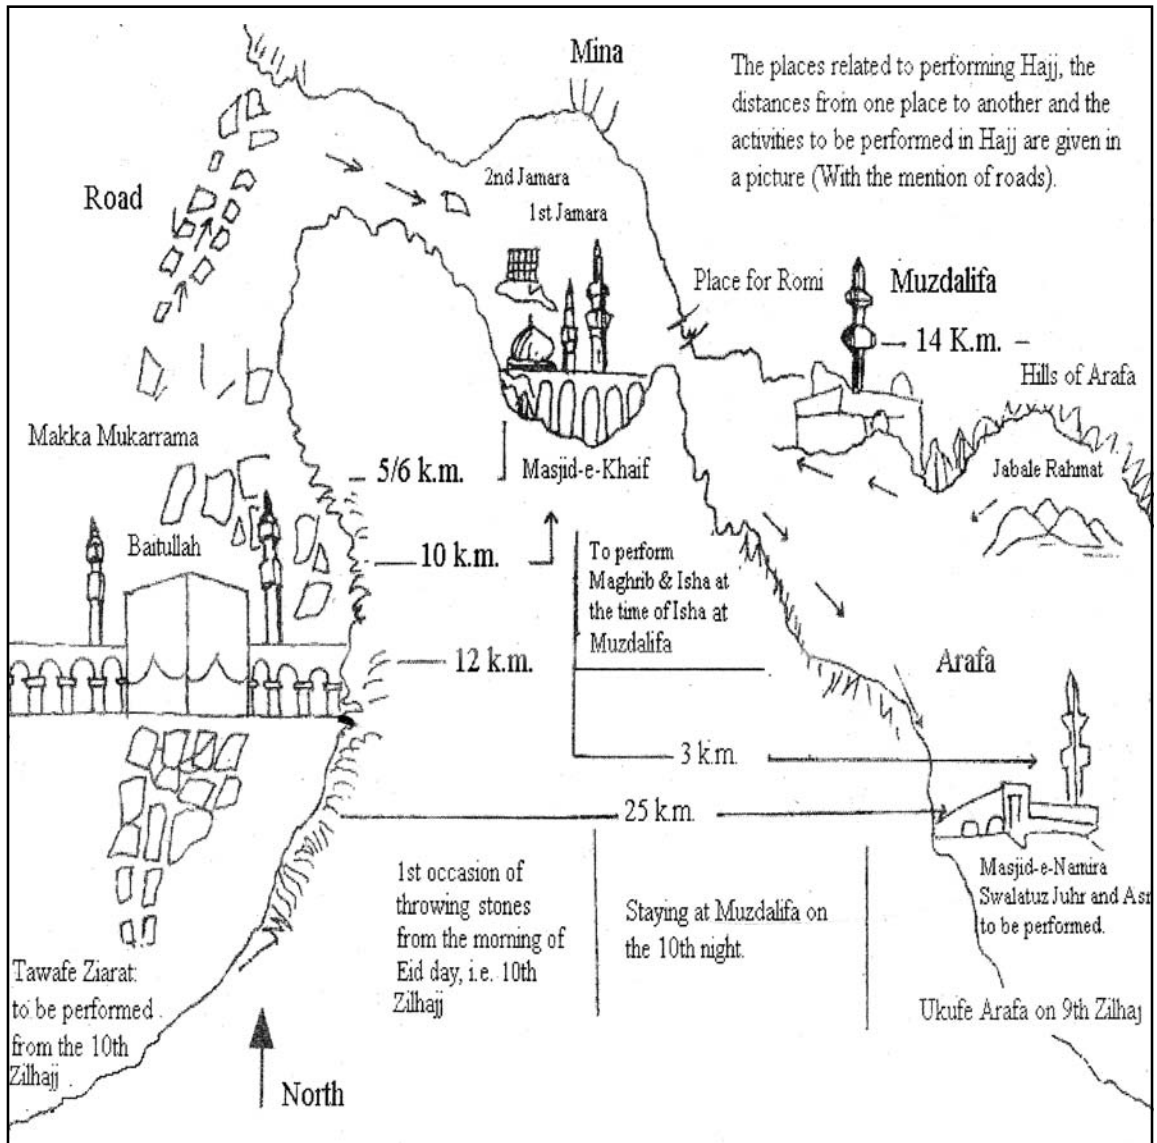 Mina
The places related to performing Hajj, the
distances from one place to another and the
activities to be performed in Hajj are given in
a picture (With the mention of roads).
Road
2nd Jamara
1st Jamara
Place for Romi
Muzdalifa
14 K.m.
Hills of Arafa
Makka Mukarrama
5/6 k.m.
Masjid-e-Khaif
Jabale Rahmat
Baitullah
10 k.m.
To perform
Maghrib & Isha at
the time of Isha at
Muzdalifa
12 k.m.
Arafa
3 k.m.
25 k.m.
Masjid-e-Namira
Swalatuz Juhr and Asr
to be performed.
1st occasion of
throwing stones
from the morning of
Eid day, i.e. 10th
Zilhajj
Staying at Muzdalifa on
the 10th night.
Tawafe Ziarat:
to be performed
from the 10th
Zilhajj
Ukufe Arafa on 9th Zilhaj
North